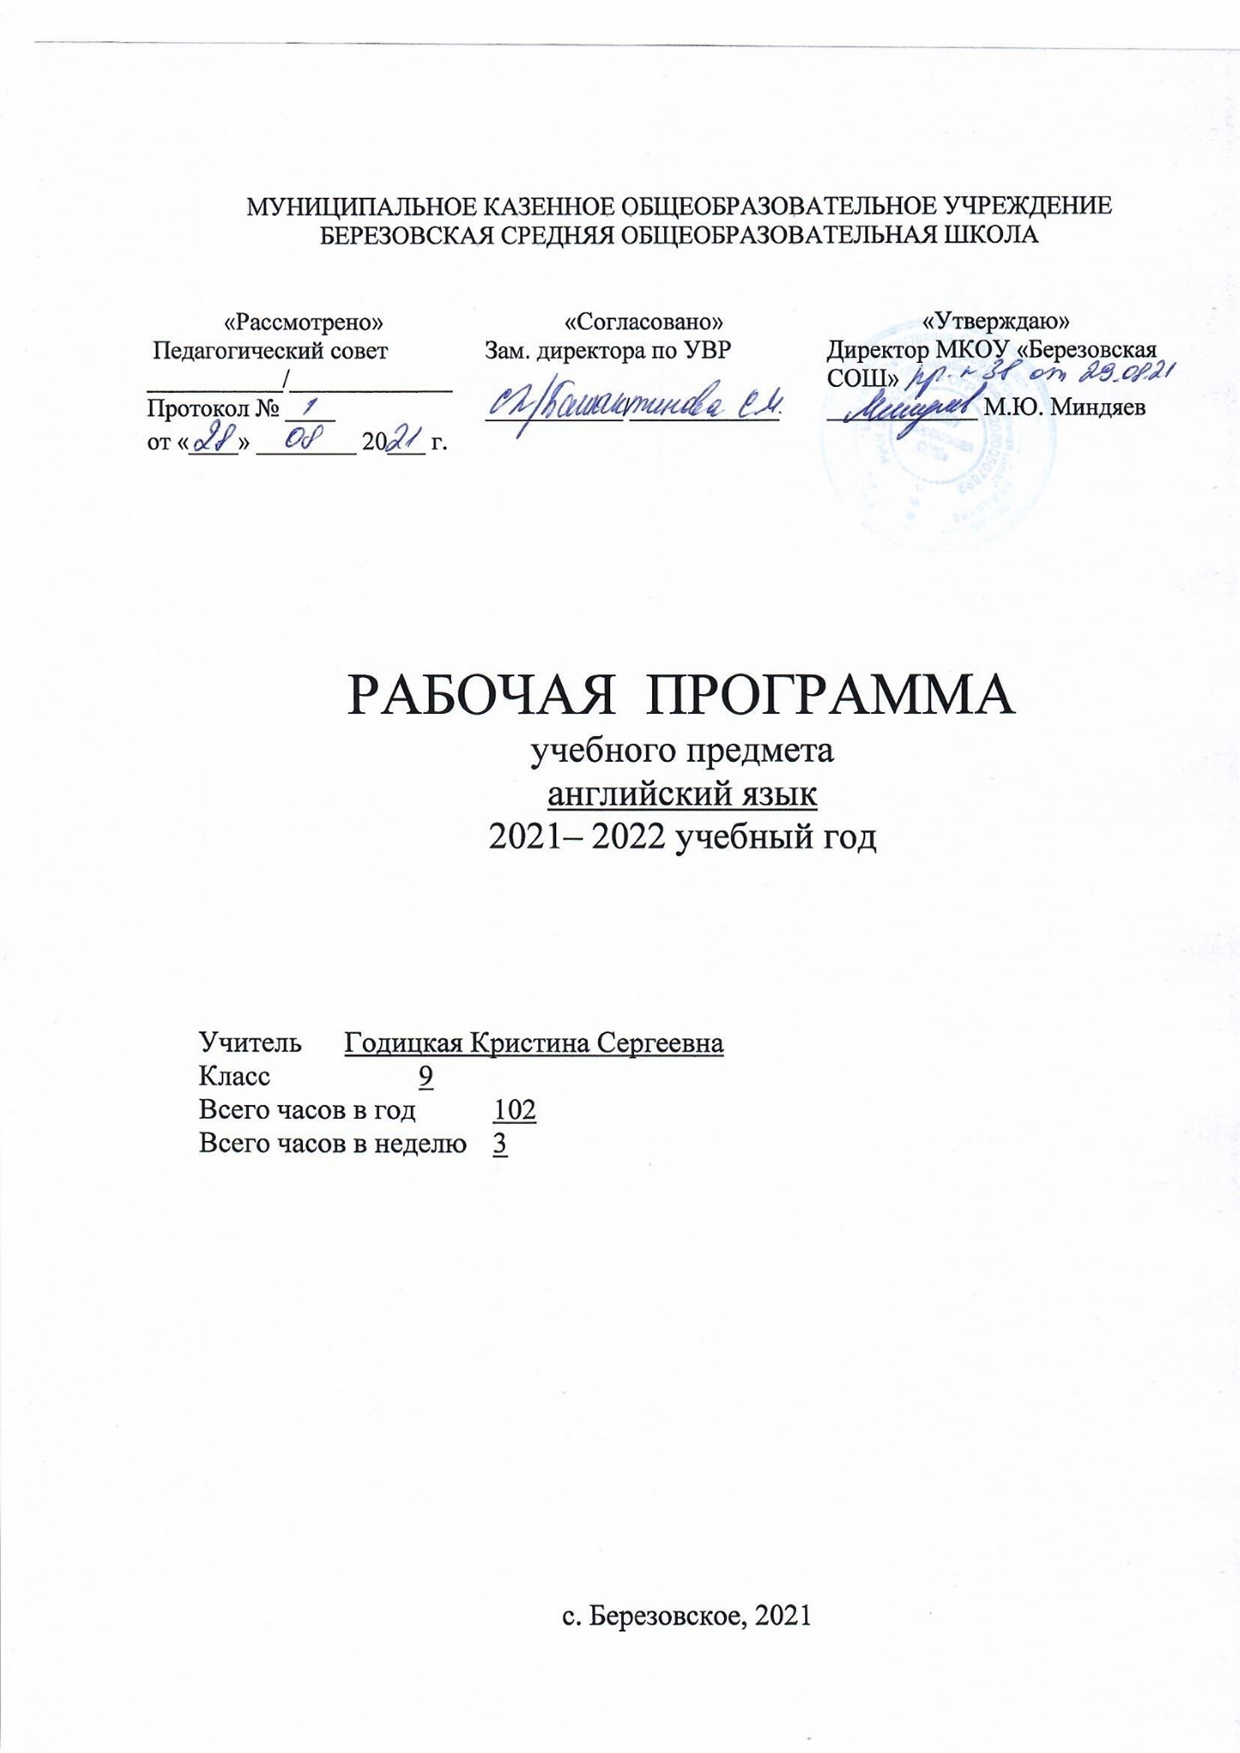 МУНИЦИПАЛЬНОЕ КАЗЕННОЕ ОБЩЕОБРАЗОВАТЕЛЬНОЕ УЧРЕЖДЕНИЕ
БЕРЕЗОВСКАЯ СРЕДНЯЯ ОБЩЕОБРАЗОВАТЕЛЬНАЯ ШКОЛА
«Рассмотрено»
Педагогический совет
___________/_____________
Протокол № 1
от «28» 08 2021 г.
«Согласовано»
Зам. директора по УВР
«Утверждаю»
Директор МКОУ «Березовская
СОШ» пр. № 38 от 29.08.21
М.Ю. Миндяев
РАБОЧАЯ ПРОГРАММА
учебного предмета
английский язык
2021– 2022 учебный год
Учитель Годицкая Кристина Сергеевна
Класс 9
Всего часов в год 102
Всего часов в неделю 3
с. Березовское, 2021